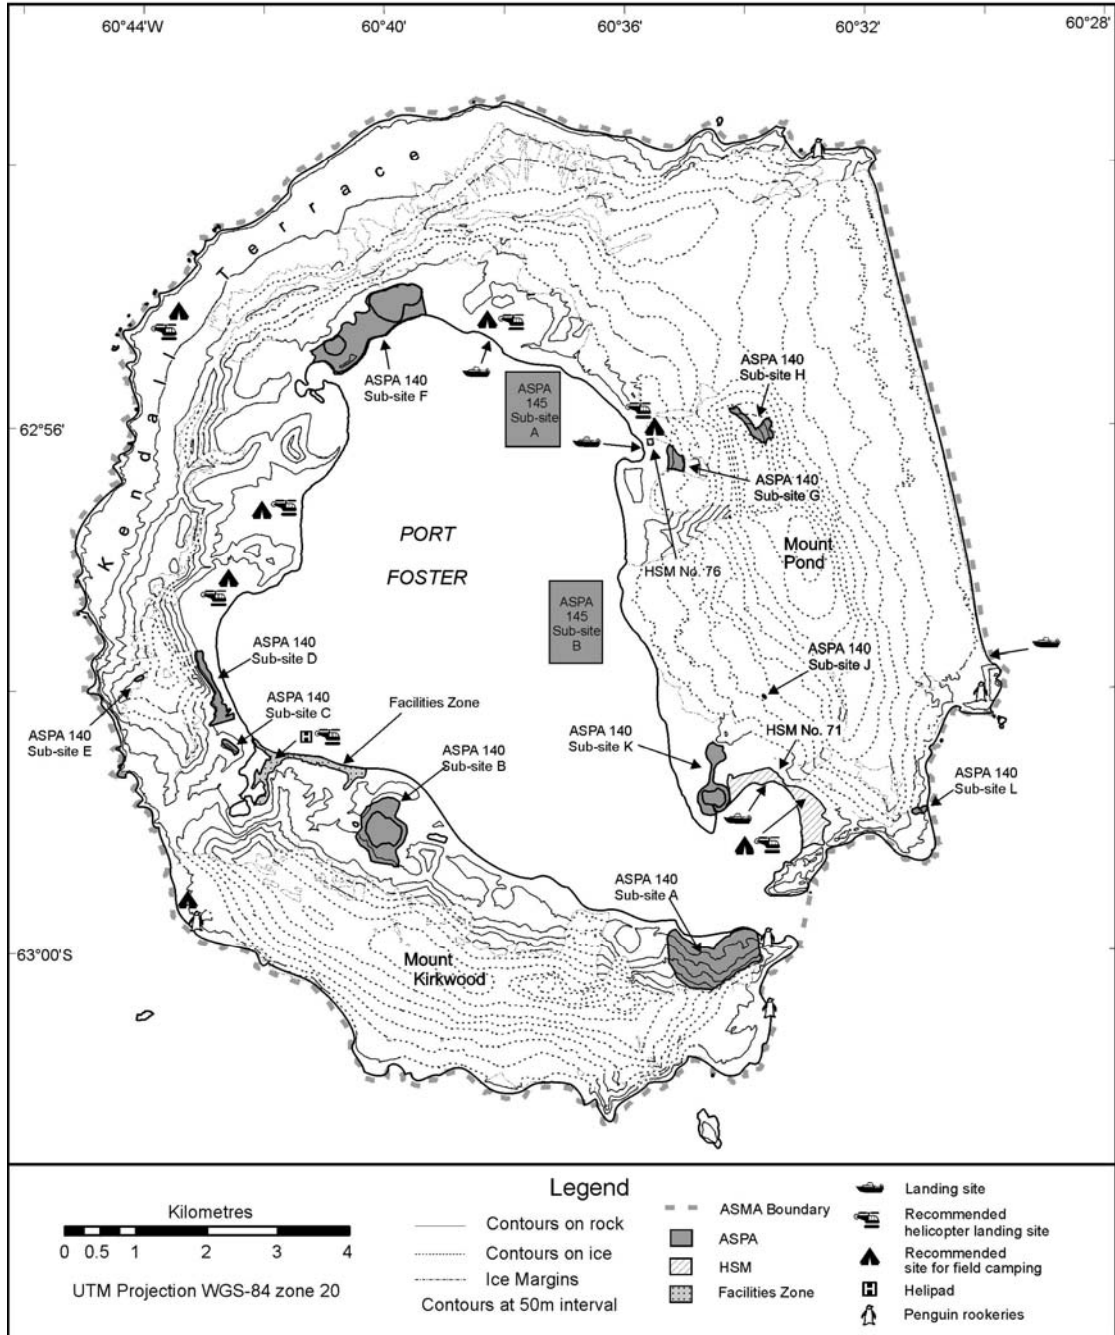 60°44'W
60°40'
60°36'
60°32'
60°28'
Kendall Terrace
ASPA 140
Sub-site F
ASPA
145
Sub-site
A
ASPA 140
Sub-site H
62°56'
ASPA 140
Sub-site G
PORT
FOSTER
Mount
Pond
HSM No. 76
ASPA
145
Sub-site
B
ASPA 140
Sub-site D
ASPA 140
Sub-site J
ASPA 140
Sub-site C
Facilities Zone
ASPA 140
Sub-site E
H
ASPA 140
Sub-site B
ASPA 140
Sub-site K
HSM No. 71
ASPA 140
Sub-site L
ASPA 140
Sub-site A
63°00'S
Mount
Kirkwood
Kilometres
0 0.5 1 2 3 4
UTM Projection WGS-84 zone 20
Legend
Contours on rock
Contours on ice
Ice Margins
Contours at 50m interval
ASMA Boundary
ASPA
HSM
Facilities Zone
Landing site
Recommended
helicopter landing site
Recommended
site for field camping
H Helipad
Penguin rookeries